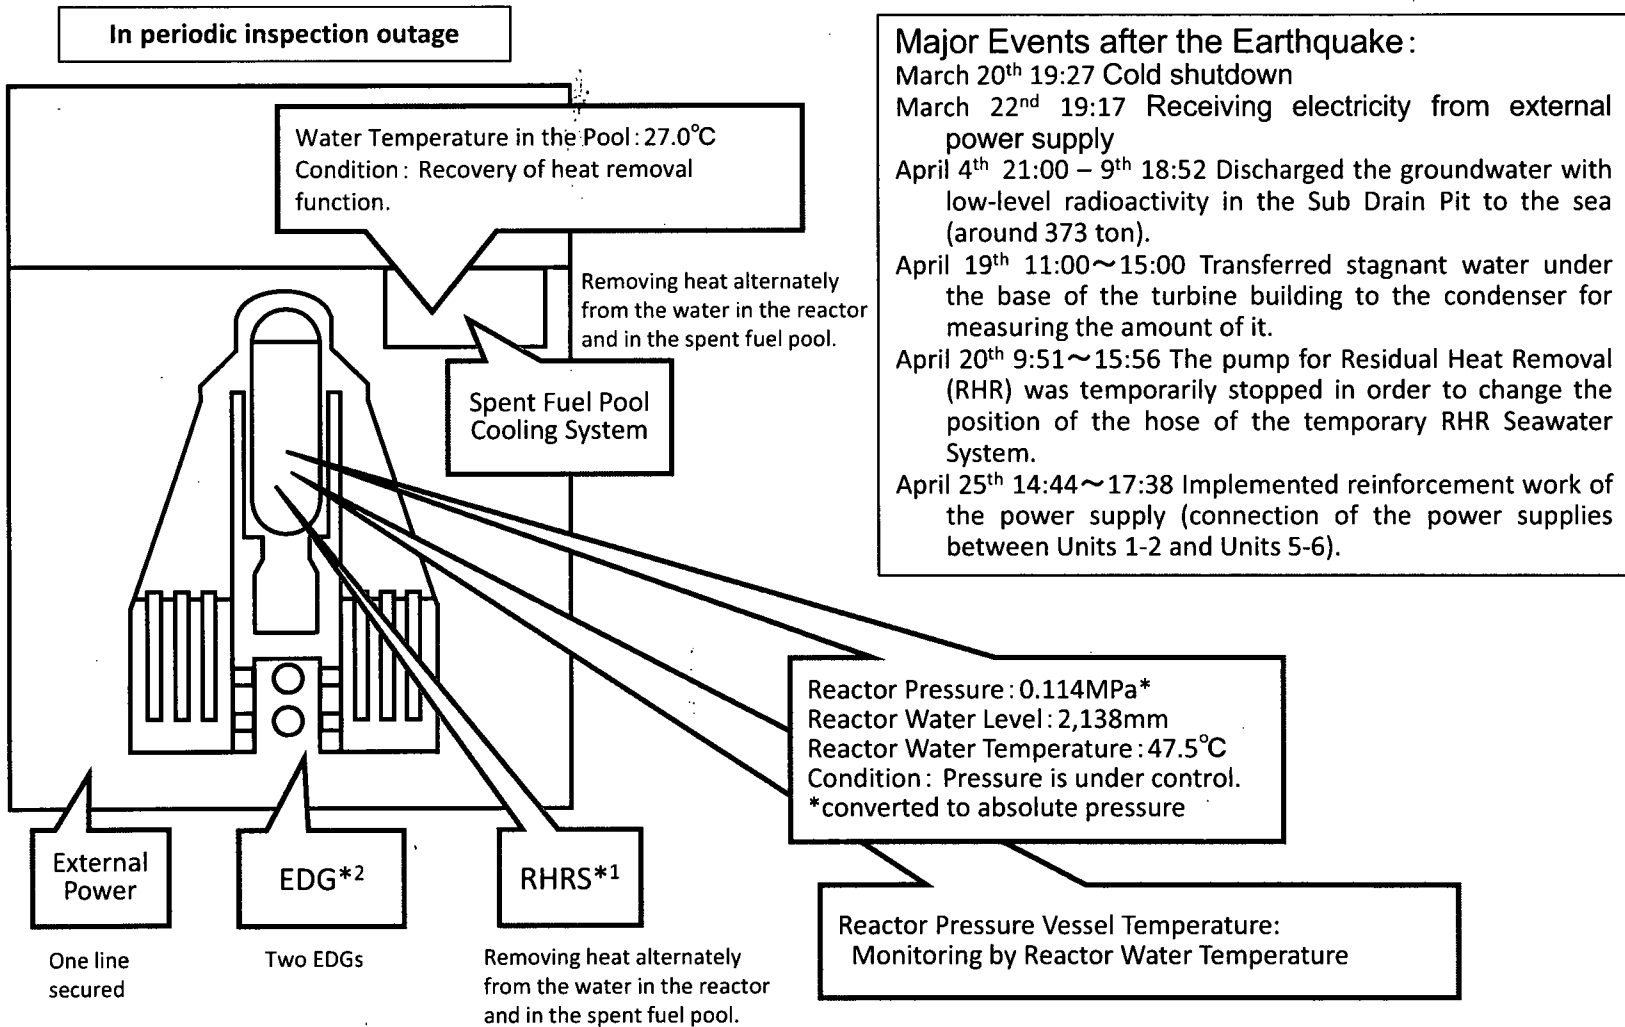 In periodic inspection outage
Water Temperature in the Pool : 27.0℃
Condition : Recovery of heat removal
function.
Removing heat alternately
from the water in the reactor
and in the spent fuel pool.
Spent Fuel Pool
Cooling System
Major Events after the Earthquake:
March 20th 19:27 Cold shutdown
March 22nd 19:17 Receiving electricity from external
power supply
April 4th 21:00 – 9th 18:52 Discharged the groundwater with
low-level radioactivity in the Sub Drain Pit to the sea
(around 373 ton).
April 19th 11:00～15:00 Transferred stagnant water under
the base of the turbine building to the condenser for
measuring the amount of it.
April 20th 9:51～15:56 The pump for Residual Heat Removal
(RHR) was temporarily stopped in order to change the
position of the hose of the temporary RHR Seawater
System.
April 25th 14:44～17:38 Implemented reinforcement work of
the power supply (connection of the power supplies
between Units 1-2 and Units 5-6).
Reactor Pressure : 0.114MPa*
Reactor Water Level : 2,138mm
Reactor Water Temperature : 47.5℃
Condition : Pressure is under control.
*converted to absolute pressure
Reactor Pressure Vessel Temperature:
Monitoring by Reactor Water Temperature
External
Power
EDG*2
RHRS*1
One line
secured
Two EDGs
Removing heat alternately
from the water in the reactor
and in the spent fuel pool.